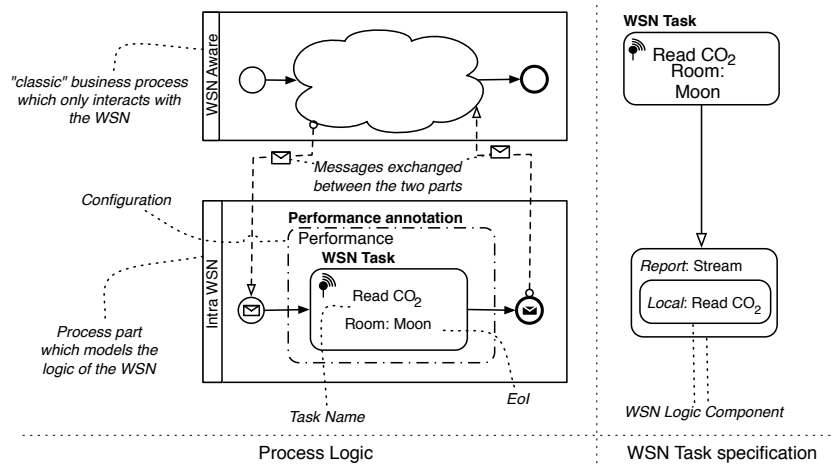 "classic" business process
which only interacts with
the WSN
WSN Aware
Messages exchanged
between the two parts
Configuration
Performance annotation
Performance
WSN Task
Read CO2
Room: Moon
Intra WSN
Process part
which models the
logic of the WSN
Task Name
EoI
Process Logic
WSN Task
Read CO2
Room:
Moon
Report: Stream
Local: Read CO2
WSN Logic Component
WSN Task specification